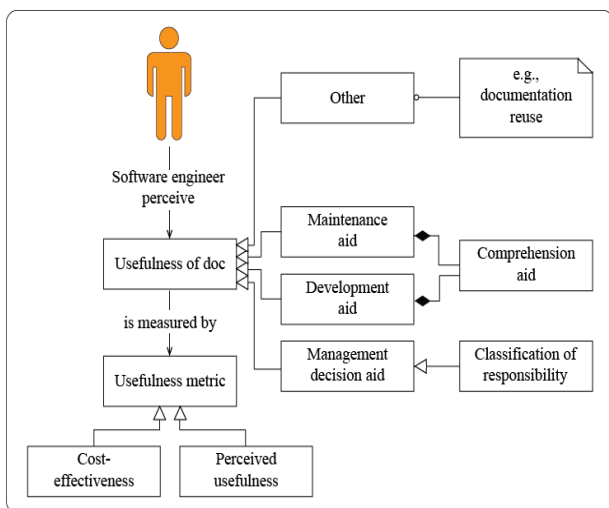 Other
e.g.,
documentation
reuse
Software engineer
perceive
Maintenance
aid
Usefulness of doc
Comprehension
aid
Development
aid
is measured by
Management
decision aid
Classification of
responsibility
Usefulness metric
Cost-
effectiveness
Perceived
usefulness